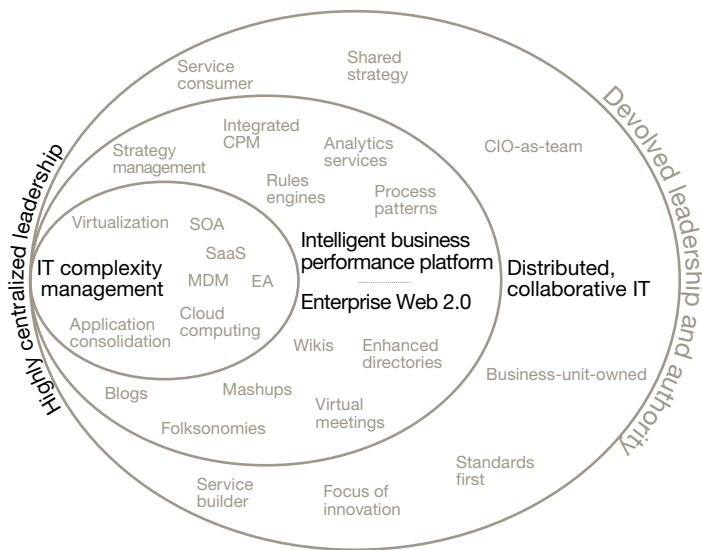 Service
consumer
Shared
strategy
Devolved leadership and authority
Highly centralized leadership
Integrated
CPM
Strategy
management
Analytics
services
CIO-as-team
Rules
engines
Process
patterns
Virtualization
SOA
SaaS
IT complexity
management
MDM
EA
Intelligent business
performance platform
Enterprise Web 2.0
Distributed,
collaborative IT
Application
consolidation
Cloud
computing
Wikis
Enhanced
directories
Business-unit-owned
Blogs
Mashups
Virtual
meetings
Folksonomies
Standards
first
Service
builder
Focus of
innovation